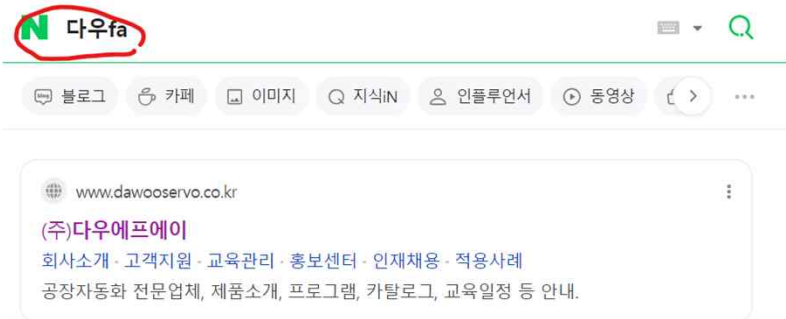 N 다우fa
블로그 카페 이미지 지식iN 인플루언서 동영상
www.dawooservo.co.kr
(주)다우에프에이
회사소개 · 고객지원 · 교육관리 · 홍보센터 · 인재채용 · 적용사례
공장자동화 전문업체, 제품소개, 프로그램, 카탈로그, 교육일정 등 안내.